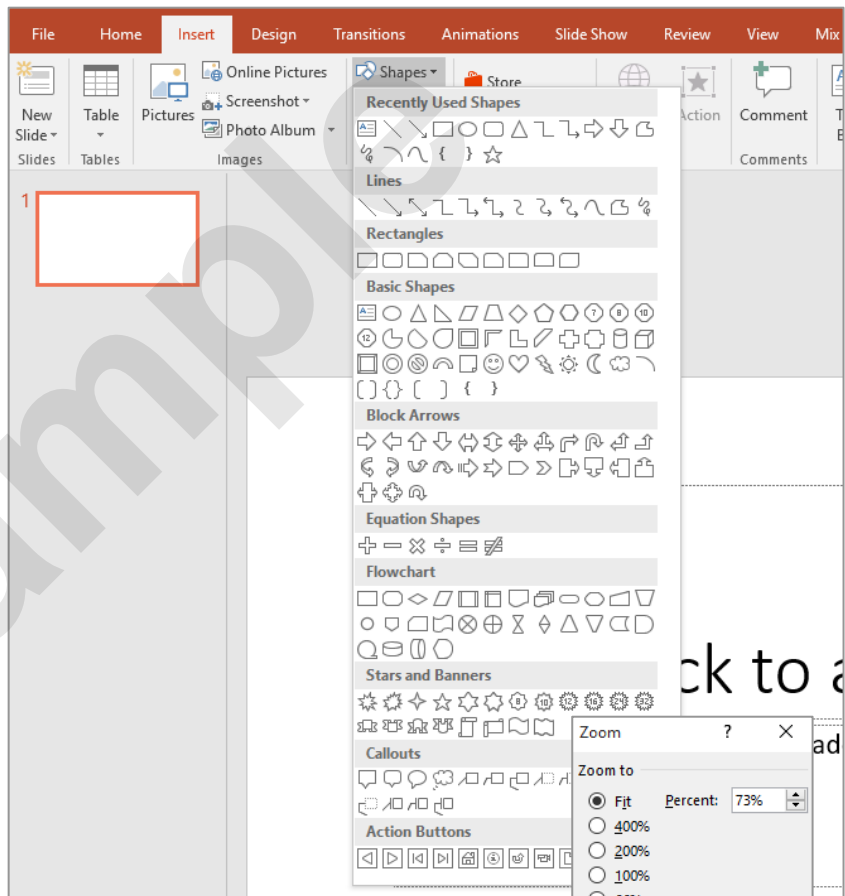 File Home Insert Design Transitions Animations Slide Show Review View Mix
Online Pictures Shapes
Store
Screenshot
New Table Pictures Action Comment
Slide Photo Album
Slides Tables Images Comments
Recently Used Shapes
Lines
Rectangles
Basic Shapes
Block Arrows
Equation Shapes
Flowchart
Stars and Banners
Callouts
Action Buttons
1
ck to a
Zoom ? X
ad
Zoom to
Fit Percent: 73%
400%
200%
100%
ample